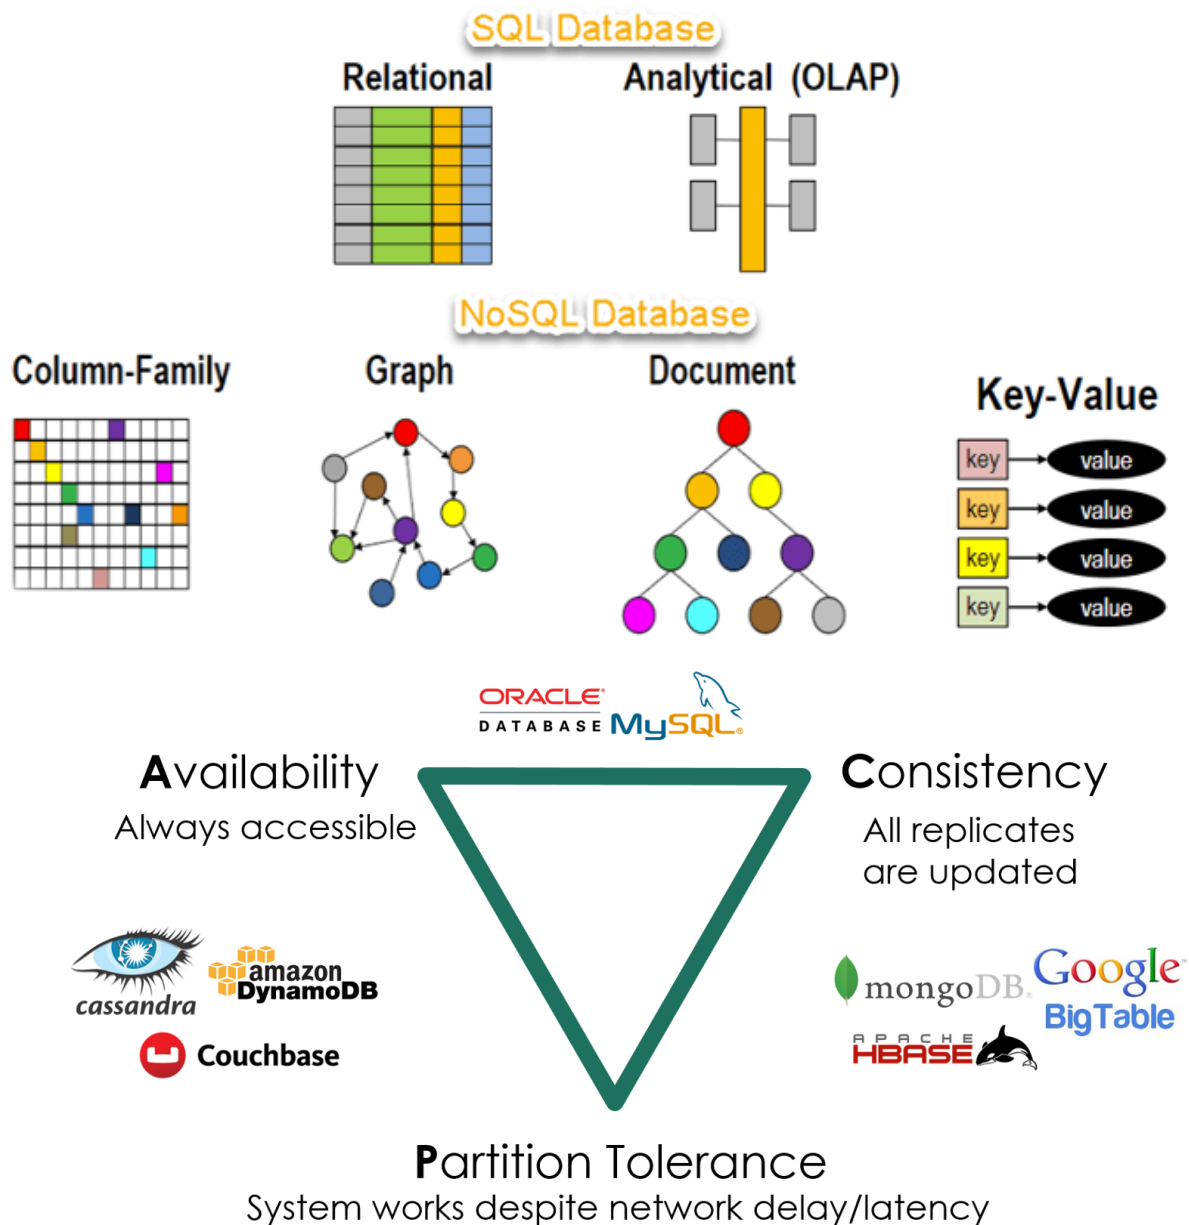 SQL Database
Relational
Analytical (OLAP)
NoSQL Database
Column-Family
Graph
Document
Key-Value
key
value
key
value
key
value
key
value
ORACLE®
DATABASE
MySQL®
Availability
Always accessible
Consistency
All replicates
are updated
cassandra
amazon
DynamoDB
Couchbase
mongoDB®
Google™
BigTable
APACHE
HBASE
Partition Tolerance
System works despite network delay/latency